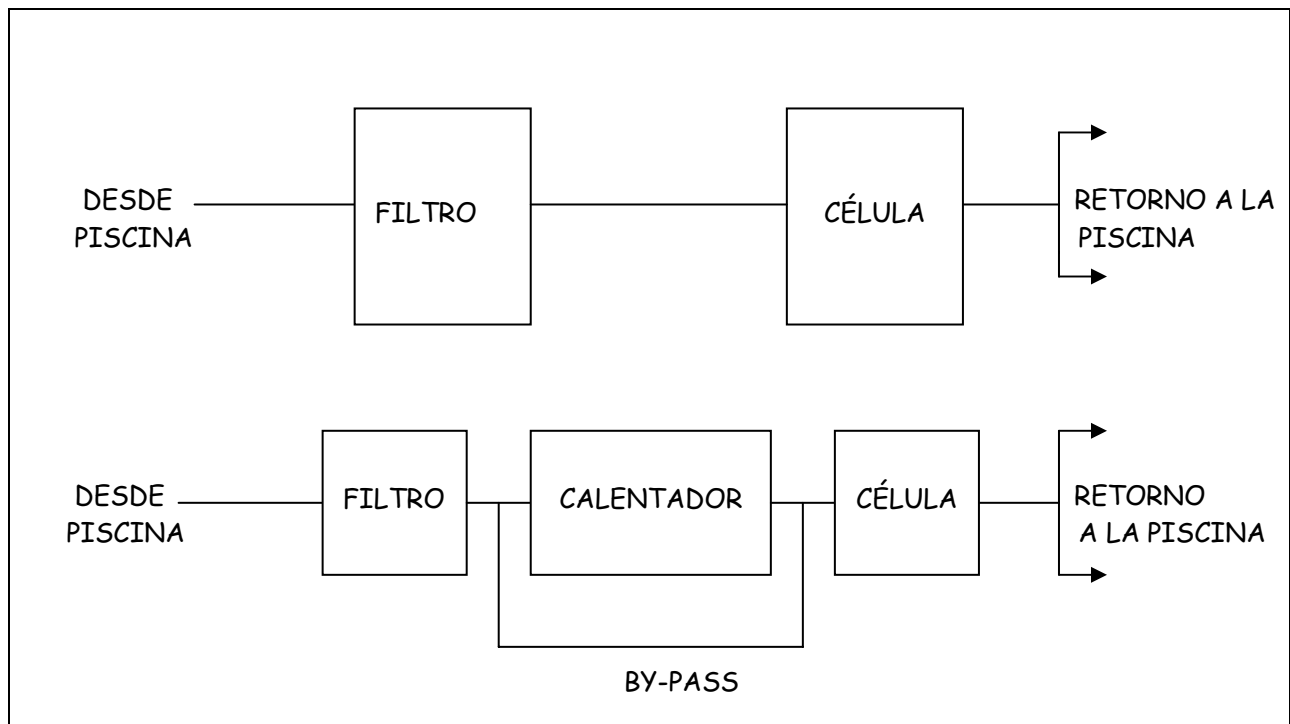 DESDE
PISCINA
FILTRO
CÉLULA
RETORNO A LA
PISCINA
DESDE
PISCINA
FILTRO
CALENTADOR
CÉLULA
RETORNO
A LA PISCINA
BY-PASS